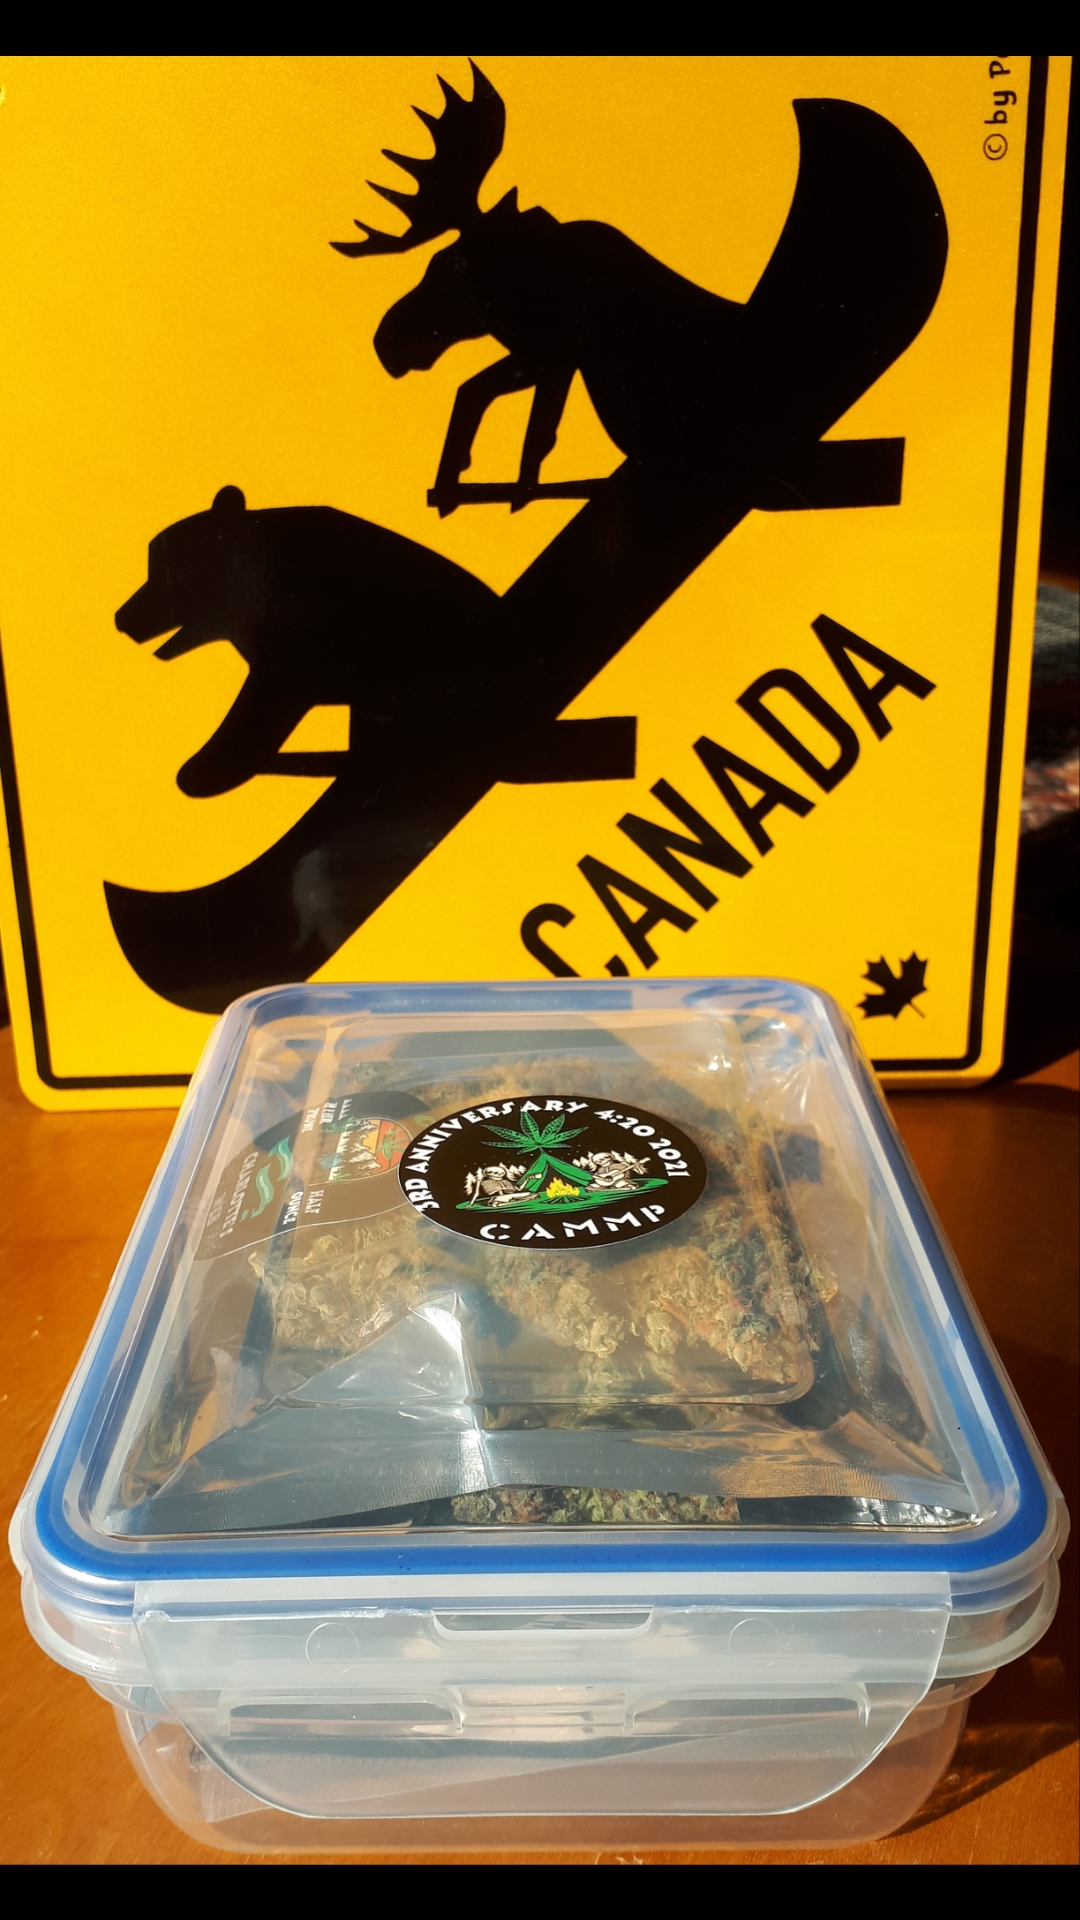 © by P
CANADA
3RD ANNIVERSARY 4:20 2021
CAMMP
HALF
OUNCE